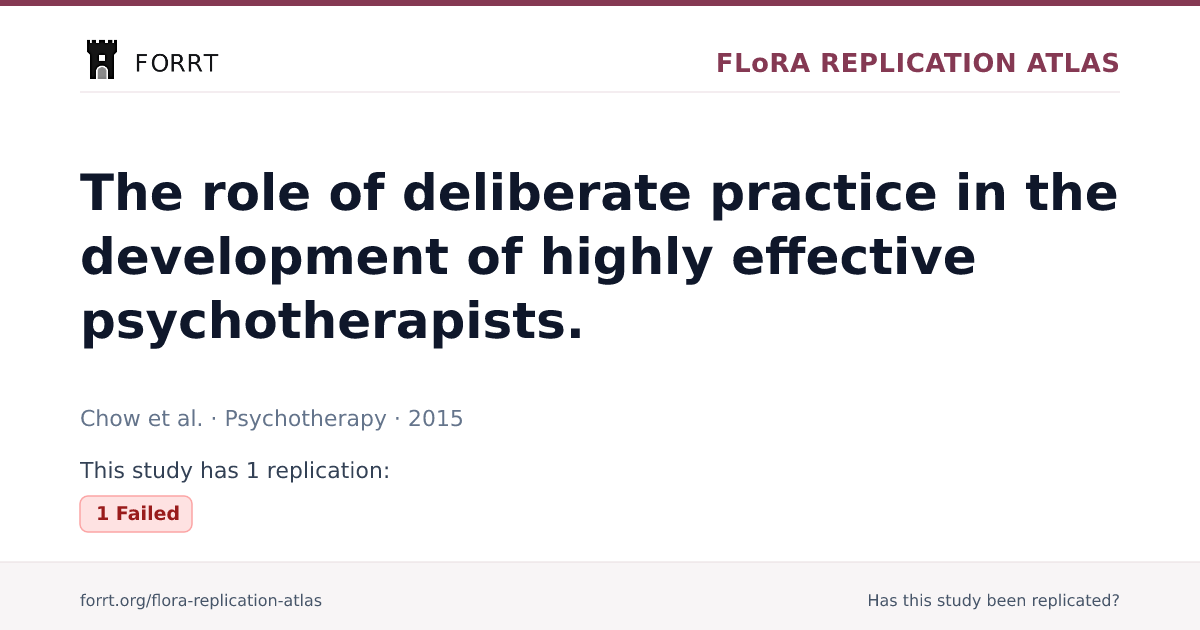 FORRT
FLoRA REPLICATION ATLAS
The role of deliberate practice in the
development of highly effective
psychotherapists.
Chow et al. · Psychotherapy · 2015
This study has 1 replication:
1 Failed
forrt.org/flora-replication-atlas
Has this study been replicated?